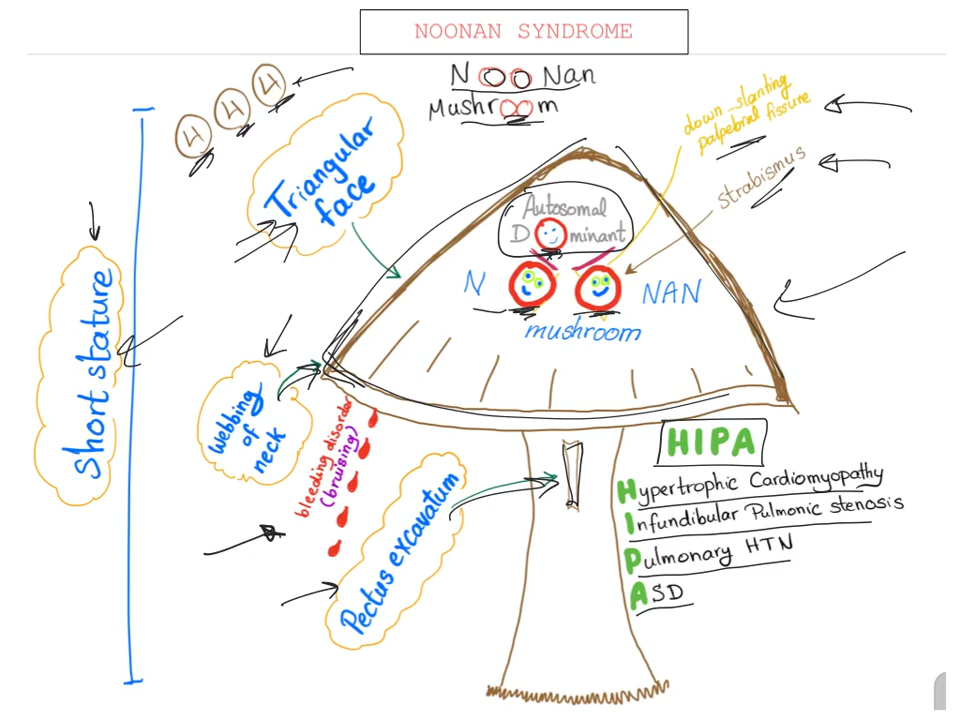 NOONAN SYNDROME
NOONan
Mushroom
4 4 4
down-slanting
palpebral fissure
strabismus
Triangular
face
Autosomal
Dominant
N NAN
mushroom
Short stature
Webbing
of
neck
bleeding disorder
(bruising)
Pectus excavatum
HIPA
Hypertrophic Cardiomyopathy
Infundibular Pulmonic stenosis
Pulmonary HTN
ASD